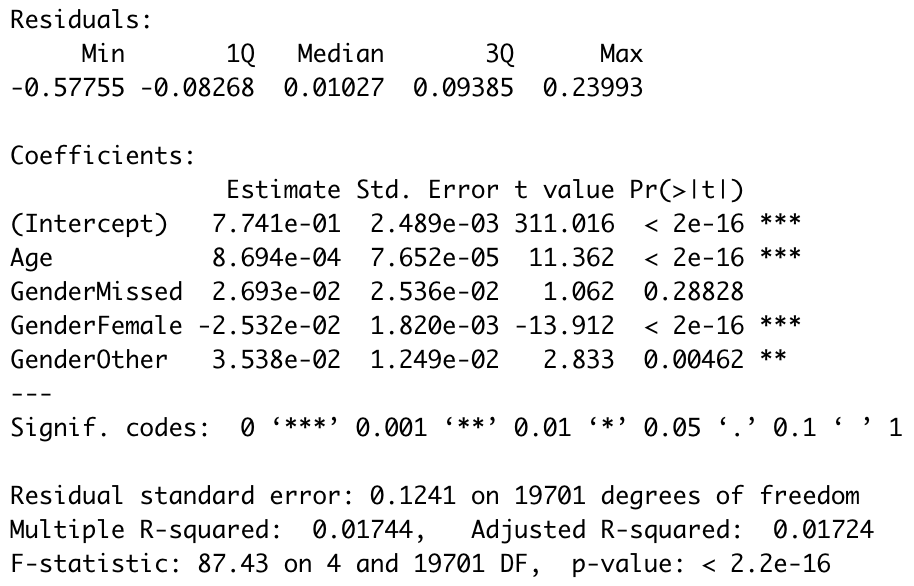 Residuals:
     Min       1Q   Median       3Q      Max
-0.57755 -0.08268  0.01027  0.09385  0.23993

Coefficients:
               Estimate Std. Error t value Pr(>|t|)
(Intercept)   7.741e-01  2.489e-03 311.016  < 2e-16 ***
Age           8.694e-04  7.652e-05  11.362  < 2e-16 ***
GenderMissed  2.693e-02  2.536e-02   1.062  0.28828
GenderFemale -2.532e-02  1.820e-03 -13.912  < 2e-16 ***
GenderOther   3.538e-02  1.249e-02   2.833  0.00462 **
---
Signif. codes:  0 ‘***’ 0.001 ‘**’ 0.01 ‘*’ 0.05 ‘.’ 0.1 ‘ ’ 1

Residual standard error: 0.1241 on 19701 degrees of freedom
Multiple R-squared:  0.01744,   Adjusted R-squared:  0.01724
F-statistic: 87.43 on 4 and 19701 DF,  p-value: < 2.2e-16